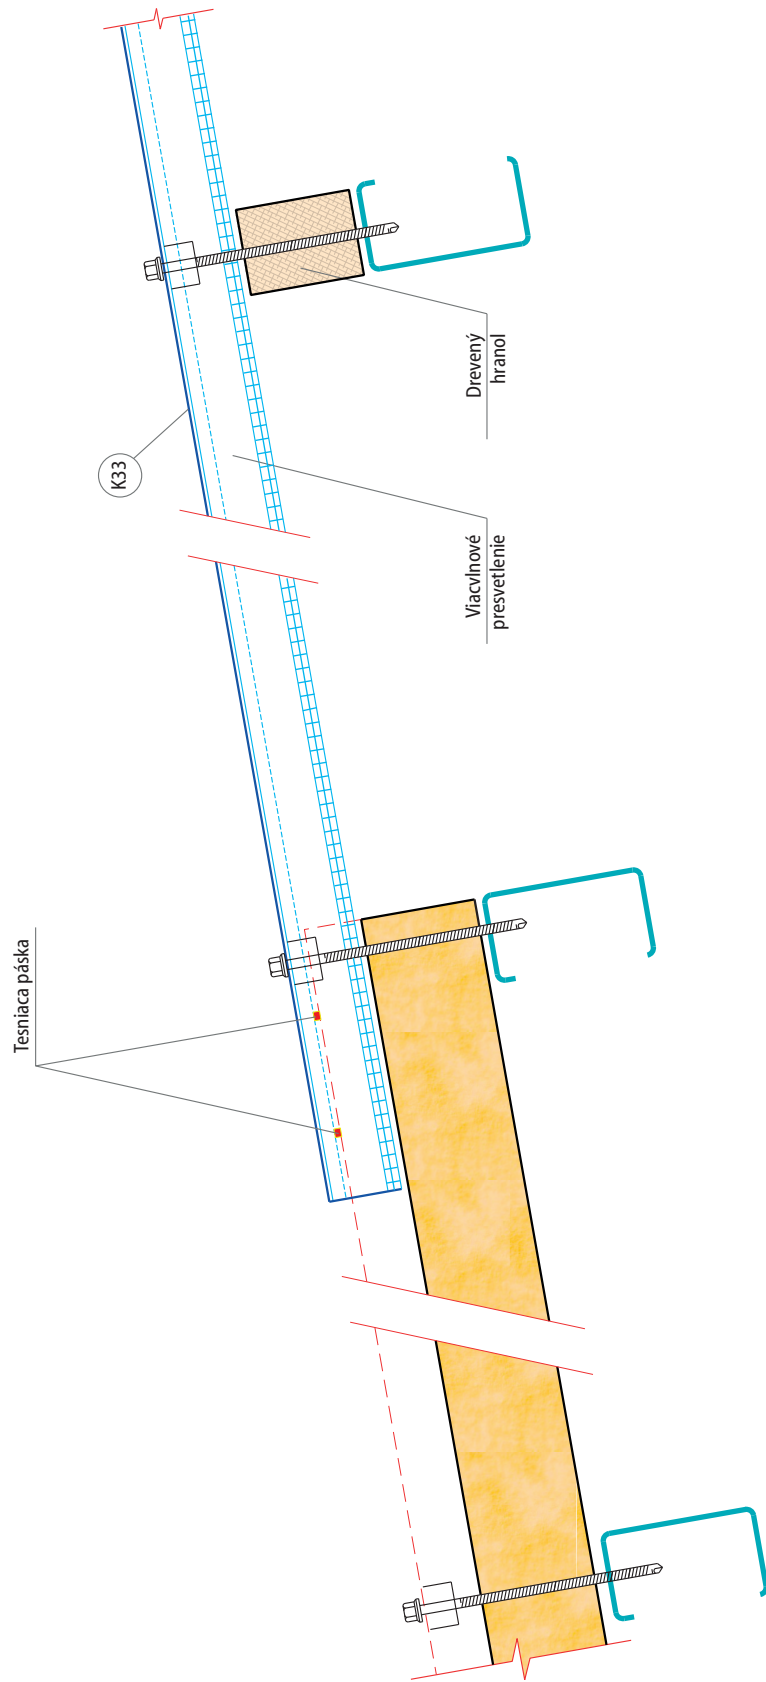 K33
Drevený
hranol
Viacvlnové
presvetlenie
Tesniaca páska